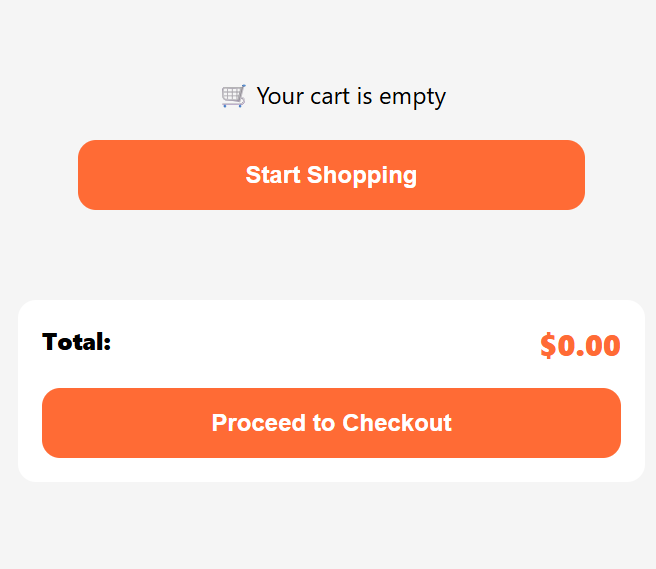 🛒 Your cart is empty
Start Shopping
Total:
$0.00
Proceed to Checkout